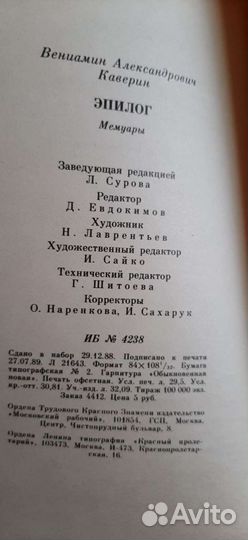 Вениамин Александрович
Каверин
ЭПИЛОГ
Мемуары
Заведующая редакцией
Л. Сурова
Редактор
Д. Евдокимов
Художник
Н. Лаврентьев
Художественный редактор
И. Сайко
Технический редактор
Г. Шитоева
Корректоры
О. Наренкова, И. Сахарук
ИБ № 4238
Сдано в набор 29.12.88. Подписано к печати
27.07.89. Л 21643. Формат 84×108¹/₃₂. Бумага
типографская № 2. Гарнитура «Обыкновенная
новая». Печать офсетная. Усл. печ. л. 29,5. Усл.
кр.-отт. 30,81. Уч.-изд. л. 32,09. Тираж 100 000 экз.
Заказ 4412. Цена 5 руб.
Ордена Трудового Красного Знамени издательство
«Московский рабочий», 101854, ГСП, Москва,
Центр, Чистопрудный бульвар, 8.
Ордена Ленина типография «Красный проле-
тарий», 103473, Москва, И-473, Краснопролетарская,
16.
Avito